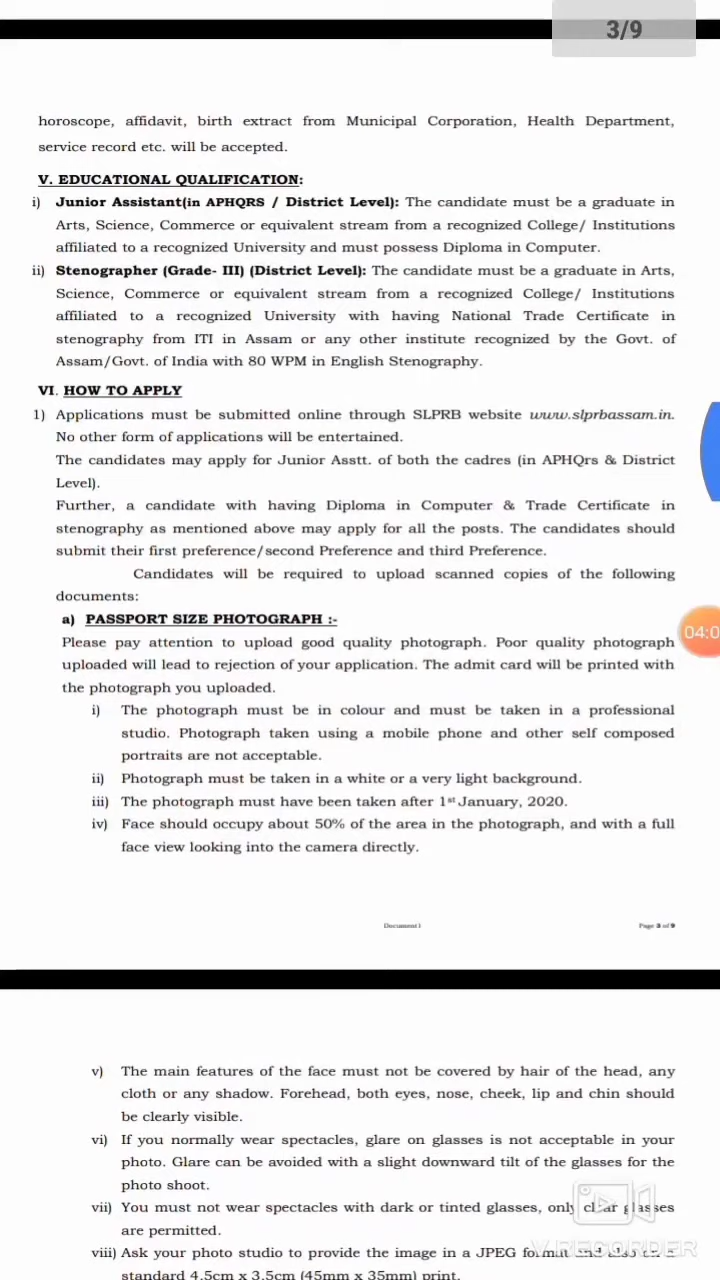 3/9
horoscope, affidavit, birth extract from Municipal Corporation, Health Department,
service record etc. will be accepted.
V. EDUCATIONAL QUALIFICATION:
i) Junior Assistant(in APHQRS / District Level): The candidate must be a graduate in
Arts, Science, Commerce or equivalent stream from a recognized College/ Institutions
affiliated to a recognized University and must possess Diploma in Computer.
ii) Stenographer (Grade- III) (District Level): The candidate must be a graduate in Arts,
Science, Commerce or equivalent stream from a recognized College/ Institutions
affiliated to a recognized University with having National Trade Certificate in
stenography from ITI in Assam or any other institute recognized by the Govt. of
Assam/Govt. of India with 80 WPM in English Stenography.
VI. HOW TO APPLY
1) Applications must be submitted online through SLPRB website www.slprbassam.in.
No other form of applications will be entertained.
The candidates may apply for Junior Asstt. of both the cadres (in APHQrs & District
Level).
Further, a candidate with having Diploma in Computer & Trade Certificate in
stenography as mentioned above may apply for all the posts. The candidates should
submit their first preference/second Preference and third Preference.
Candidates will be required to upload scanned copies of the following
documents:
a) PASSPORT SIZE PHOTOGRAPH :-
04:0
Please pay attention to upload good quality photograph. Poor quality photograph
uploaded will lead to rejection of your application. The admit card will be printed with
the photograph you uploaded.
i) The photograph must be in colour and must be taken in a professional
studio. Photograph taken using a mobile phone and other self composed
portraits are not acceptable.
ii) Photograph must be taken in a white or a very light background.
iii) The photograph must have been taken after 1st January, 2020.
iv) Face should occupy about 50% of the area in the photograph, and with a full
face view looking into the camera directly.
Document1 Page 3 of 9
v) The main features of the face must not be covered by hair of the head, any
cloth or any shadow. Forehead, both eyes, nose, cheek, lip and chin should
be clearly visible.
vi) If you normally wear spectacles, glare on glasses is not acceptable in your
photo. Glare can be avoided with a slight downward tilt of the glasses for the
photo shoot.
vii) You must not wear spectacles with dark or tinted glasses, only clear glasses
are permitted.
V RECORDER
viii) Ask your photo studio to provide the image in a JPEG format and also on a
standard 4.5cm x 3.5cm (45mm x 35mm) print.